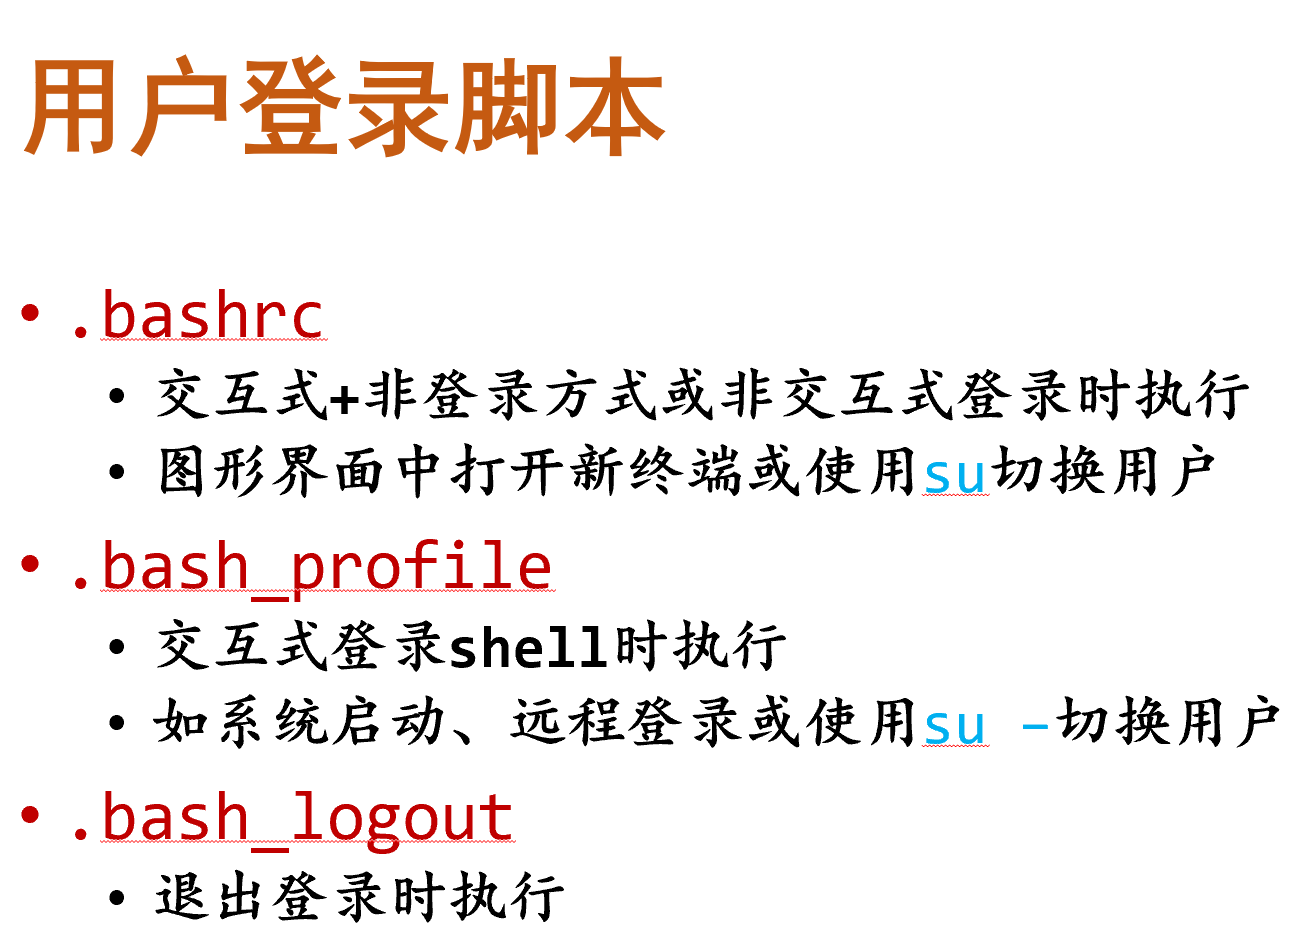 用户登录脚本
• .bashrc
• 交互式+非登录方式或非交互式登录时执行
• 图形界面中打开新终端或使用su切换用户
• .bash_profile
• 交互式登录shell时执行
• 如系统启动、远程登录或使用su –切换用户
• .bash_logout
• 退出登录时执行